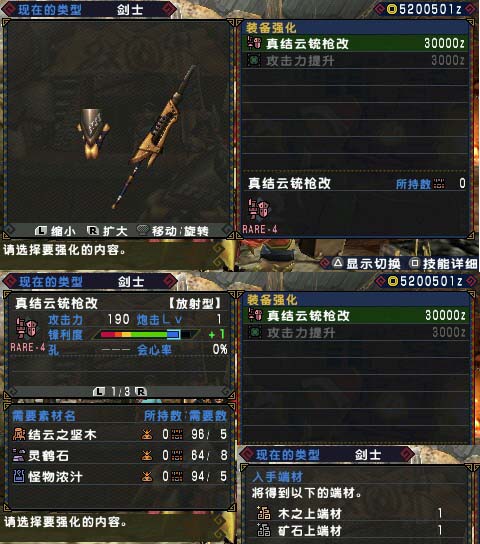 现在的类型 剑士
5200501z
装备强化
真结云铳枪改 30000z
攻击力提升 3000z
真结云铳枪改 所持数 0
RARE-4
L 缩小 R 扩大 移动/旋转
请选择要强化的内容。
△显示切换 □技能详细
现在的类型 剑士
5200501z
真结云铳枪改 【放射型】
攻击力 190 炮击Lv 1
锋利度 +1
RARE-4
孔 --- 会心率 0%
L 1/3 R
装备强化
真结云铳枪改 30000z
攻击力提升 3000z
需要素材名 所持数 需要数
结云之坚木 0 96/ 5
灵鹤石 0 64/ 8
怪物浓汁 0 94/ 5
请选择要强化的内容。
现在的类型 剑士
入手端材
将得到以下的端材。
木之上端材 1
矿石上端材 1